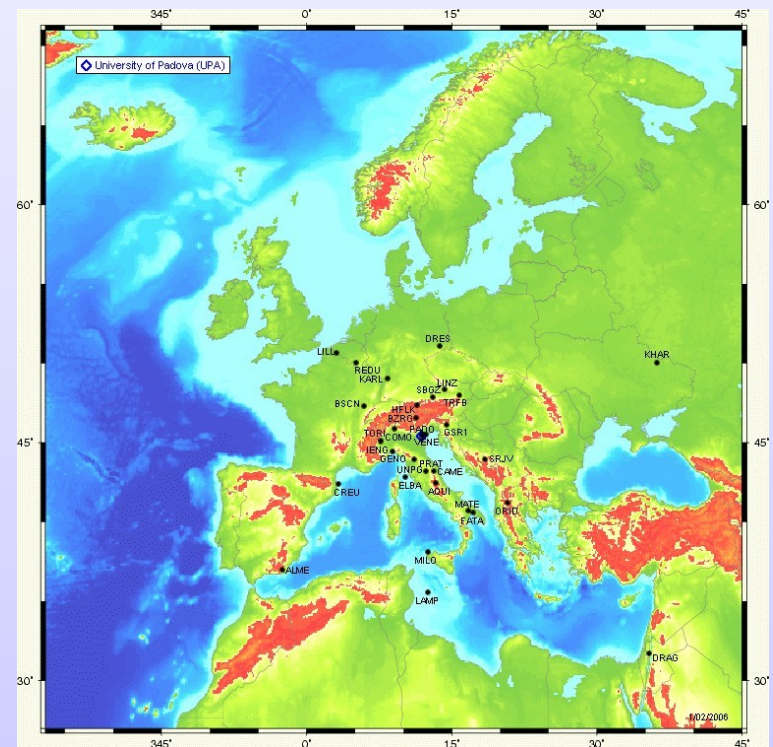 345° 0° 15° 30° 45°
University of Padova (UPA)
60° 60°
DRES
LILL
KHAR
REDU
KARL
SBGZ LINZ
BSCN HFLK TRFB
BZRG
TORI COMO PADO GSR1
45° VENE 45°
IENG
GENO PRAT SRJV
UNPG CAME
CREU ELBA AQUI
MATE ORID
FATA
MILO
ALME
LAMP
DRAG
30° 30°
/02/2006
345° 0° 15° 30° 45°